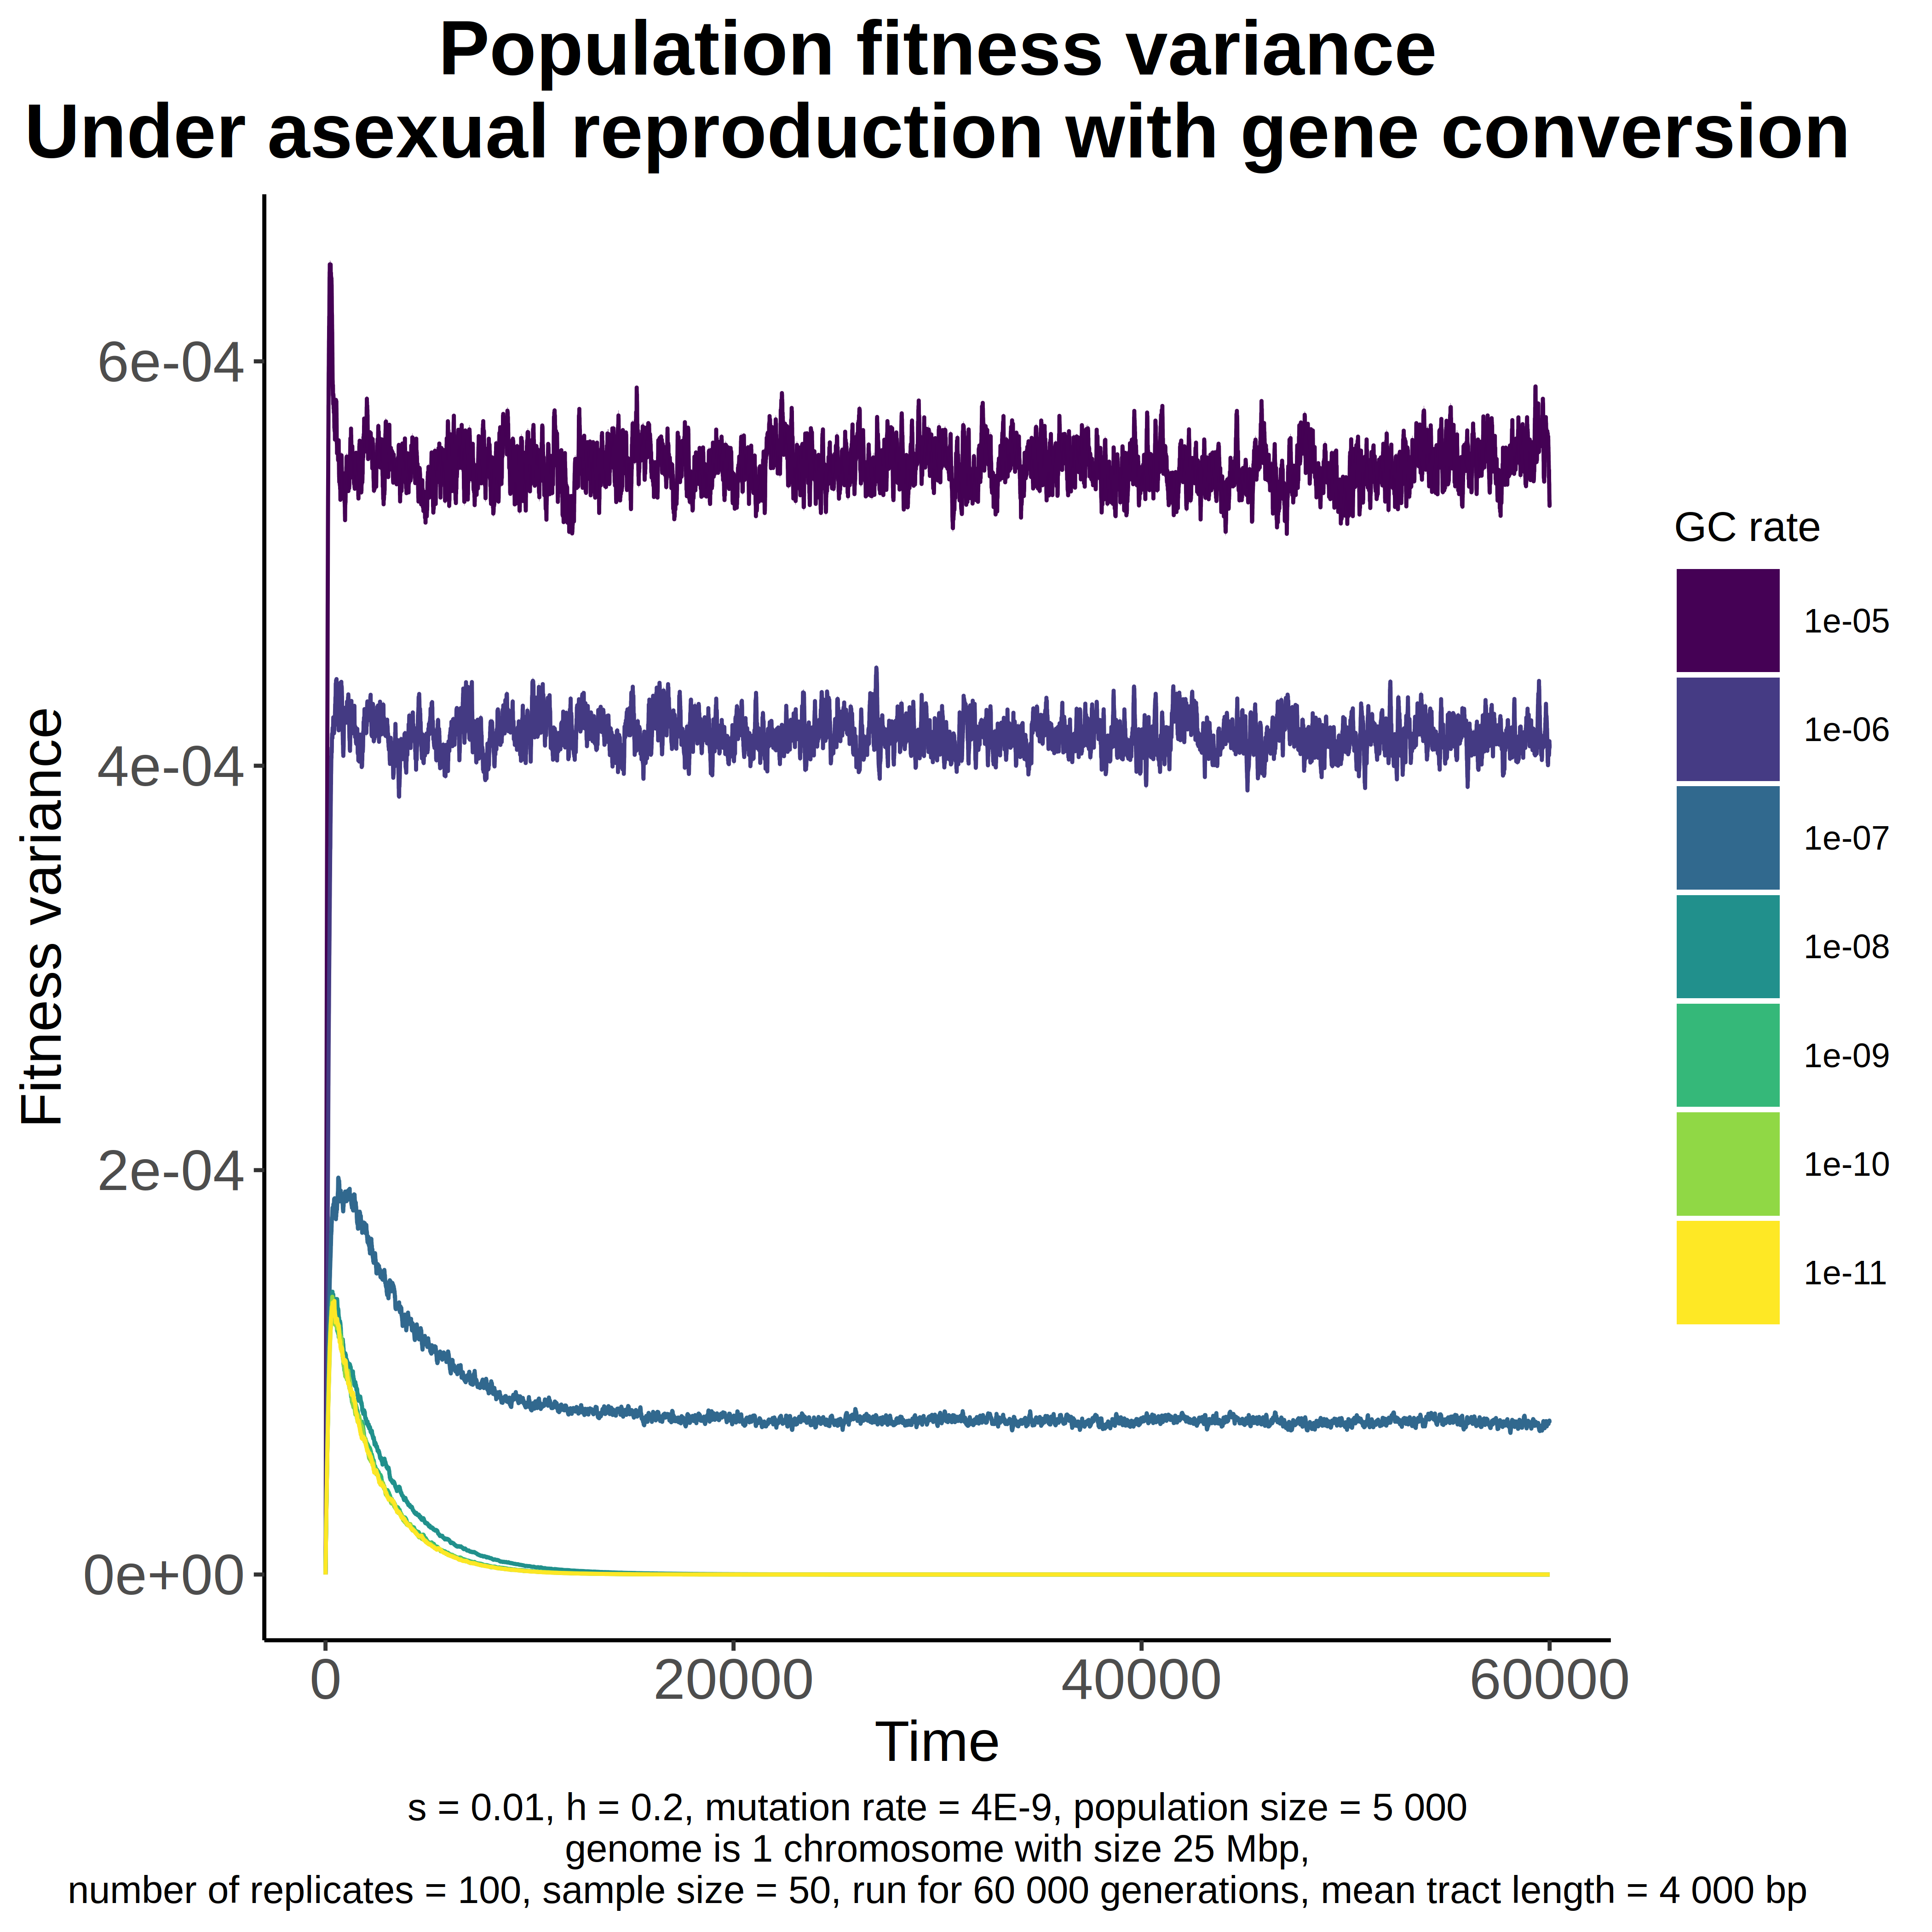 Population fitness variance
Under asexual reproduction with gene conversion
Fitness variance
6e-04
4e-04
2e-04
0e+00
0
20000
40000
60000
Time
GC rate
1e-05
1e-06
1e-07
1e-08
1e-09
1e-10
1e-11
s = 0.01, h = 0.2, mutation rate = 4E-9, population size = 5 000
genome is 1 chromosome with size 25 Mbp,
number of replicates = 100, sample size = 50, run for 60 000 generations, mean tract length = 4 000 bp